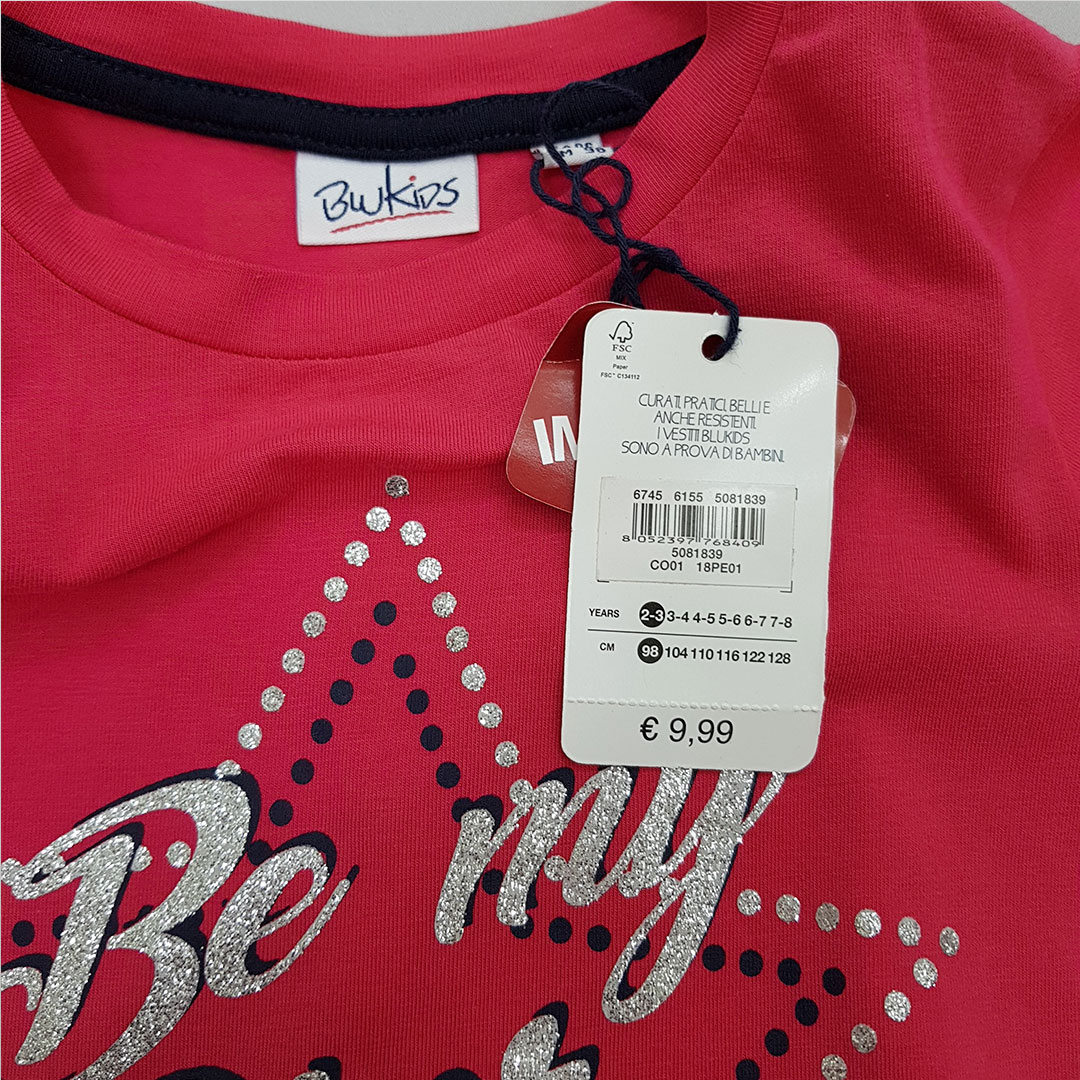 BLUKIDS
FSC
MIX
Paper
FSC™ C134112
CURATI, PRATICI, BELLI E
ANCHE RESISTENTI.
I VESTITI BLUKIDS
SONO A PROVA DI BAMBINI.
6745 6155 5081839
8 052397 768409
5081839
CO01 18PE01
YEARS 2-3 3-4 4-5 5-6 6-7 7-8
CM 98 104 110 116 122 128
€ 9,99
Be my